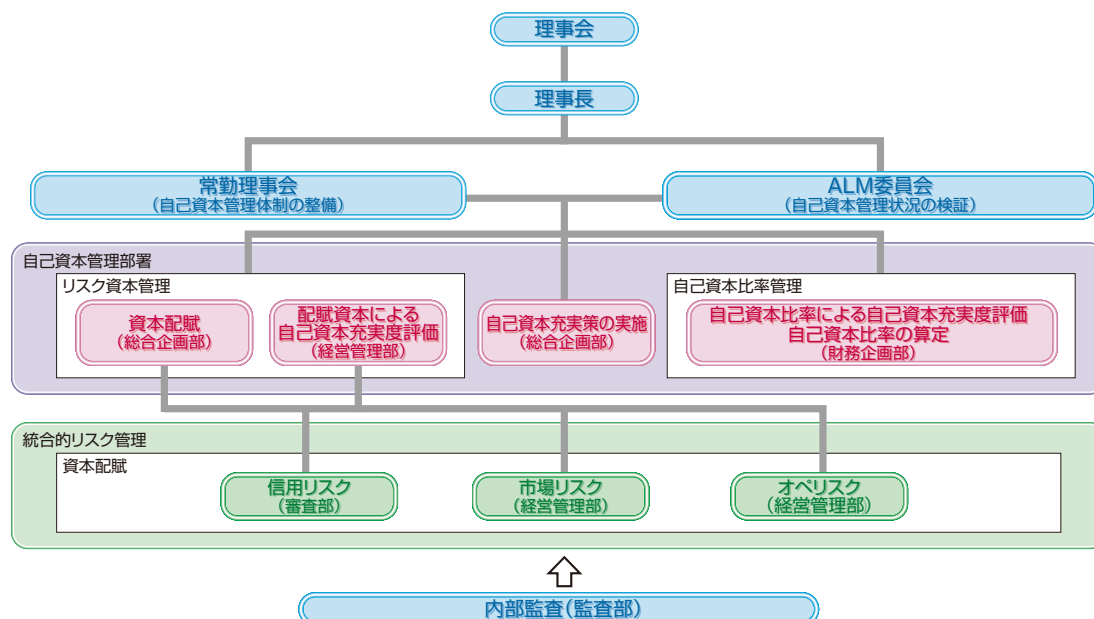 理事会
理事長
常勤理事会
（自己資本管理体制の整備）
ALM委員会
（自己資本管理状況の検証）
自己資本管理部署
リスク資本管理
資本配賦
（総合企画部）
配賦資本による
自己資本充実度評価
（経営管理部）
自己資本充実策の実施
（総合企画部）
自己資本比率管理
自己資本比率による自己資本充実度評価
自己資本比率の算定
（財務企画部）
統合的リスク管理
資本配賦
信用リスク
（審査部）
市場リスク
（経営管理部）
オペリスク
（経営管理部）
内部監査（監査部）